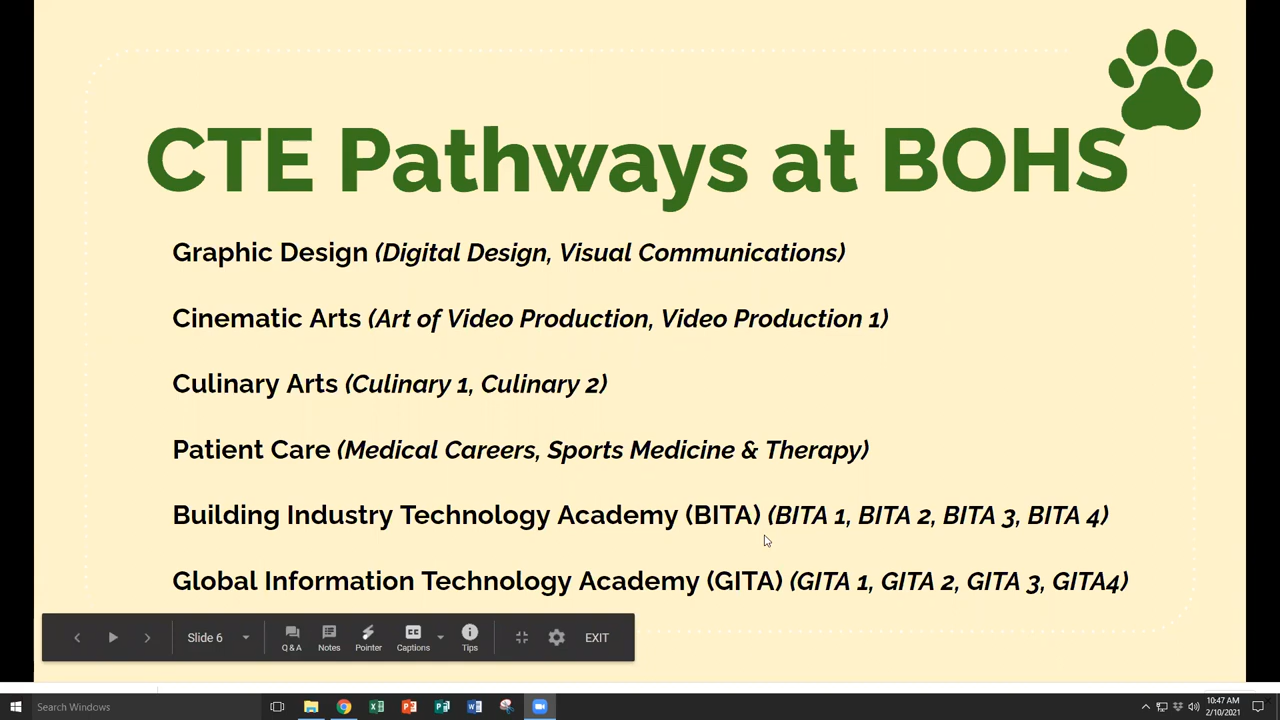 CTE Pathways at BOHS
Graphic Design (Digital Design, Visual Communications)
Cinematic Arts (Art of Video Production, Video Production 1)
Culinary Arts (Culinary 1, Culinary 2)
Patient Care (Medical Careers, Sports Medicine & Therapy)
Building Industry Technology Academy (BITA) (BITA 1, BITA 2, BITA 3, BITA 4)
Global Information Technology Academy (GITA) (GITA 1, GITA 2, GITA 3, GITA4)
Slide 6
Q & A
Notes
Pointer
CC
Captions
Tips
EXIT
Search Windows
10:47 AM
2/10/2021